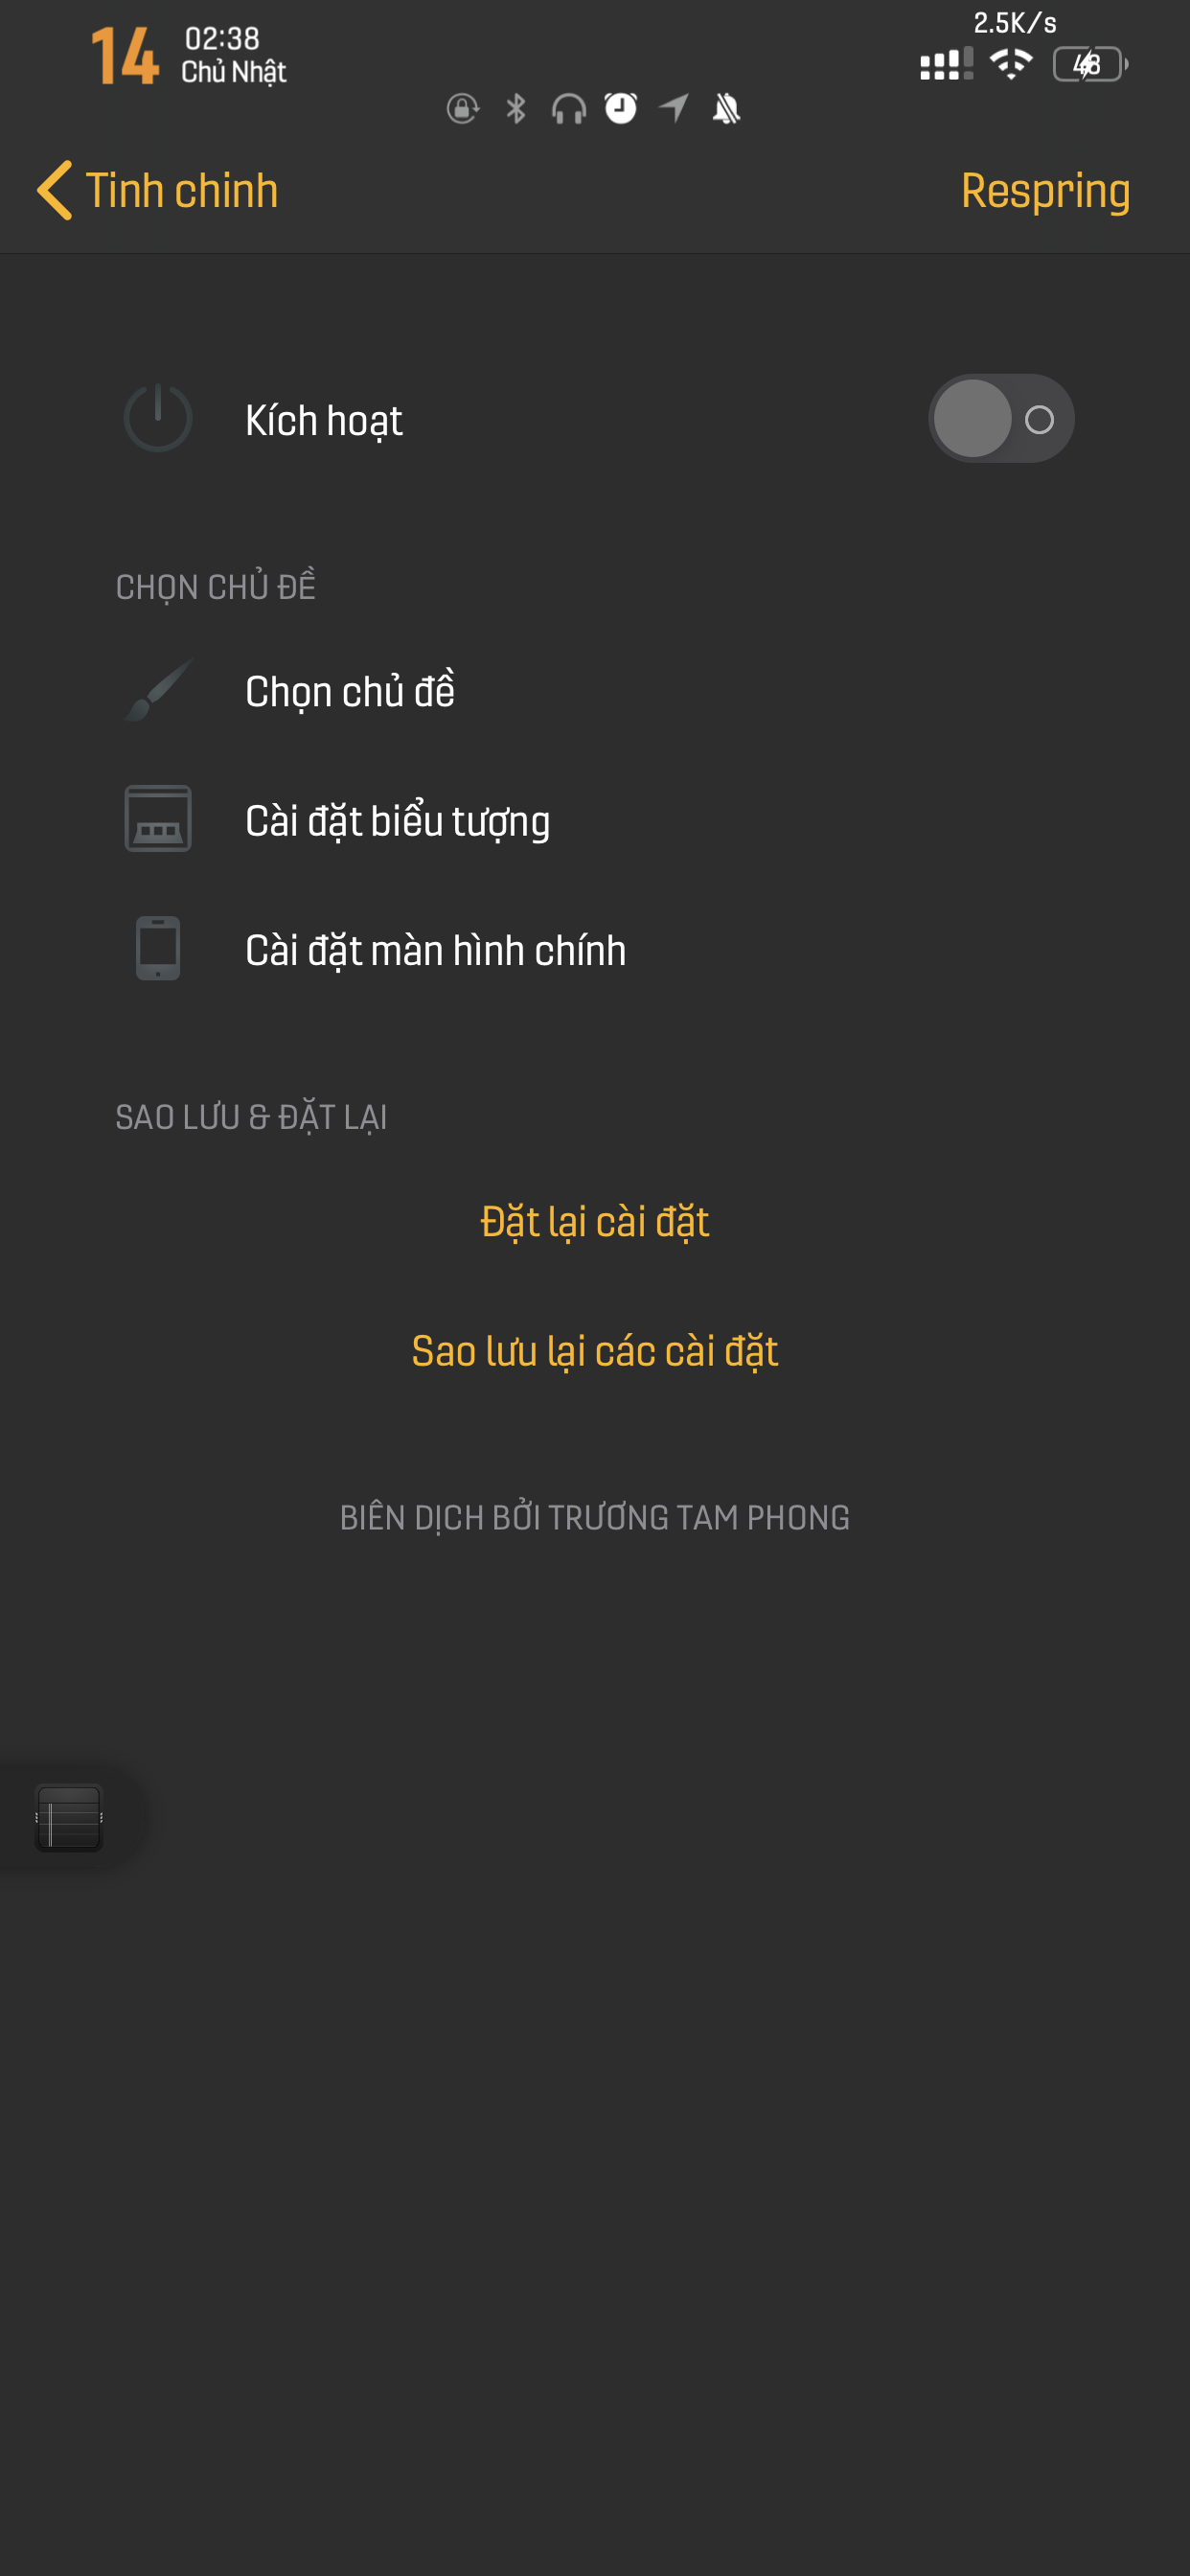 14
02:38
Chủ Nhật
2.5K/s
48
Tinh chinh
Respring
Kích hoạt
CHỌN CHỦ ĐỀ
Chọn chủ đề
Cài đặt biểu tượng
Cài đặt màn hình chính
SAO LƯU & ĐẶT LẠI
Đặt lại cài đặt
Sao lưu lại các cài đặt
BIÊN DỊCH BỞI TRƯƠNG TAM PHONG